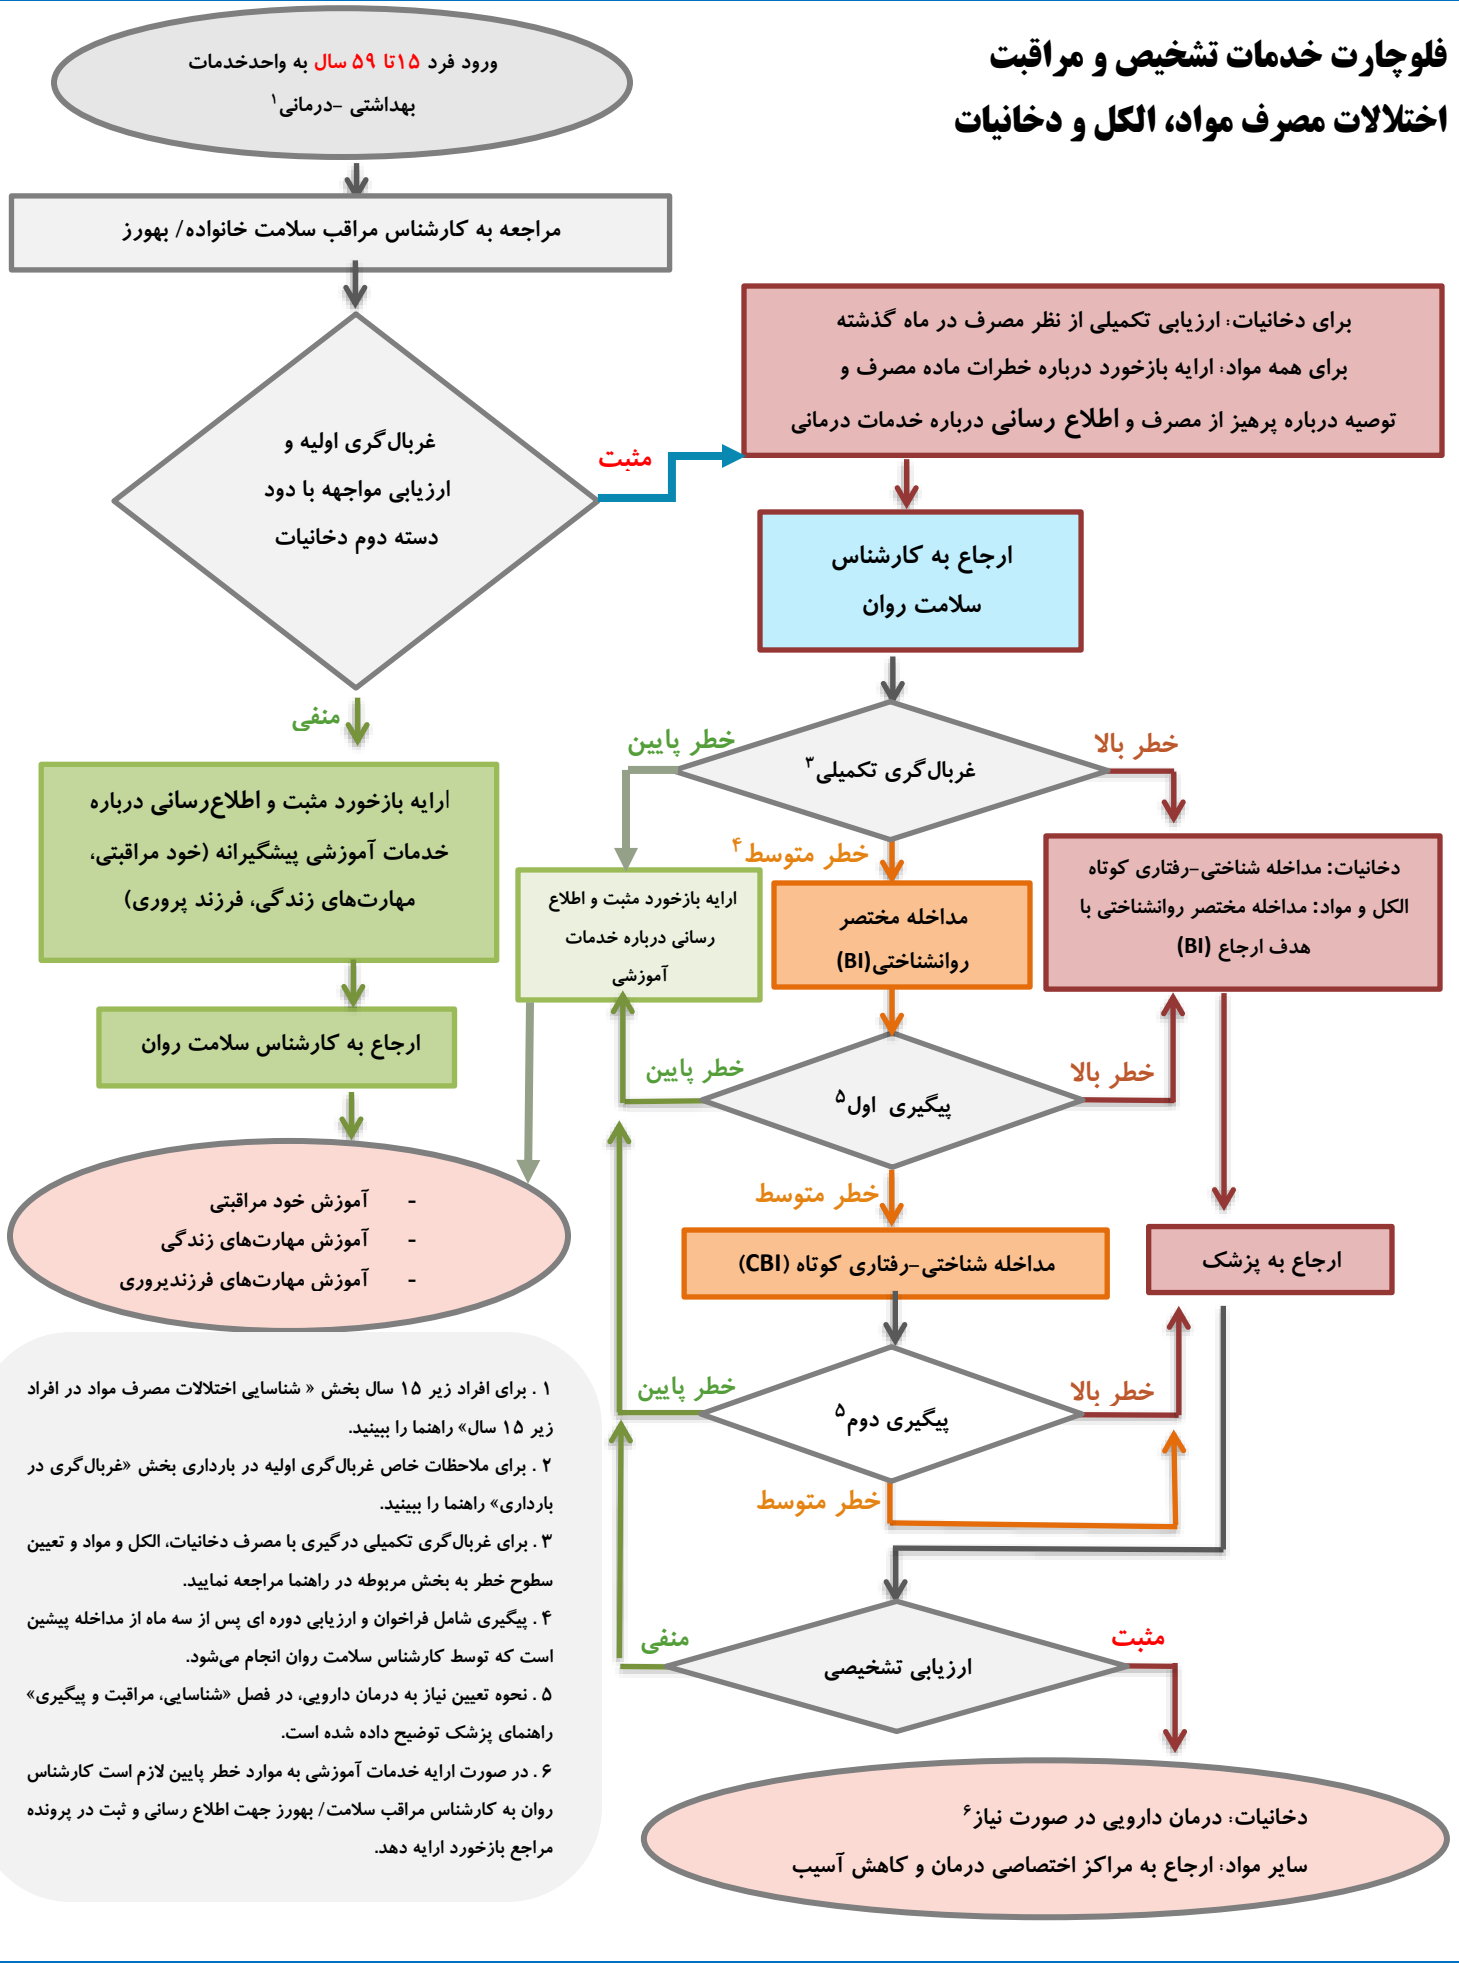 فلوچارت خدمات تشخیص و مراقبت
اختلالات مصرف مواد، الکل و دخانیات
ورود فرد ۱۵تا ۵۹ سال به واحدخدمات
بهداشتی –درمانی۱
مراجعه به کارشناس مراقب سلامت خانواده/ بهورز
غربال‌گری اولیه و
ارزیابی مواجهه با دود
دسته دوم دخانیات
مثبت
برای دخانیات: ارزیابی تکمیلی از نظر مصرف در ماه گذشته
برای همه مواد: ارایه بازخورد درباره خطرات ماده مصرف و
توصیه درباره پرهیز از مصرف و اطلاع رسانی درباره خدمات درمانی
ارجاع به کارشناس
سلامت روان
منفی
ارایه بازخورد مثبت و اطلاع‌رسانی درباره
خدمات آموزشی پیشگیرانه (خود مراقبتی،
مهارت‌های زندگی، فرزند پروری)
ارجاع به کارشناس سلامت روان
- آموزش خود مراقبتی
- آموزش مهارت‌های زندگی
- آموزش مهارت‌های فرزندپروری
غربال‌گری تکمیلی۳
خطر بالا
خطر پایین
خطر متوسط۴
دخانیات: مداخله شناختی–رفتاری کوتاه
الکل و مواد: مداخله مختصر روانشناختی با
هدف ارجاع (BI)
مداخله مختصر
روانشناختی(BI)
ارایه بازخورد مثبت و اطلاع
رسانی درباره خدمات
آموزشی
پیگیری اول۵
خطر بالا
خطر پایین
خطر متوسط
مداخله شناختی–رفتاری کوتاه (CBI)
ارجاع به پزشک
پیگیری دوم۵
خطر بالا
خطر پایین
خطر متوسط
ارزیابی تشخیصی
مثبت
منفی
دخانیات: درمان دارویی در صورت نیاز۶
سایر مواد: ارجاع به مراکز اختصاصی درمان و کاهش آسیب
۱ . برای افراد زیر ۱۵ سال بخش « شناسایی اختلالات مصرف مواد در افراد
زیر ۱۵ سال» راهنما را ببینید.
۲ . برای ملاحظات خاص غربال‌گری اولیه در بارداری بخش «غربال‌گری در
بارداری» راهنما را ببینید.
۳ . برای غربال‌گری تکمیلی درگیری با مصرف دخانیات، الکل و مواد و تعیین
سطوح خطر به بخش مربوطه در راهنما مراجعه نمایید.
۴ . پیگیری شامل فراخوان و ارزیابی دوره ای پس از سه ماه از مداخله پیشین
است که توسط کارشناس سلامت روان انجام می‌شود.
۵ . نحوه تعیین نیاز به درمان دارویی، در فصل «شناسایی، مراقبت و پیگیری»
راهنمای پزشک توضیح داده شده است.
۶ . در صورت ارایه خدمات آموزشی به موارد خطر پایین لازم است کارشناس
روان به کارشناس مراقب سلامت/ بهورز جهت اطلاع رسانی و ثبت در پرونده
مراجع بازخورد ارایه دهد.